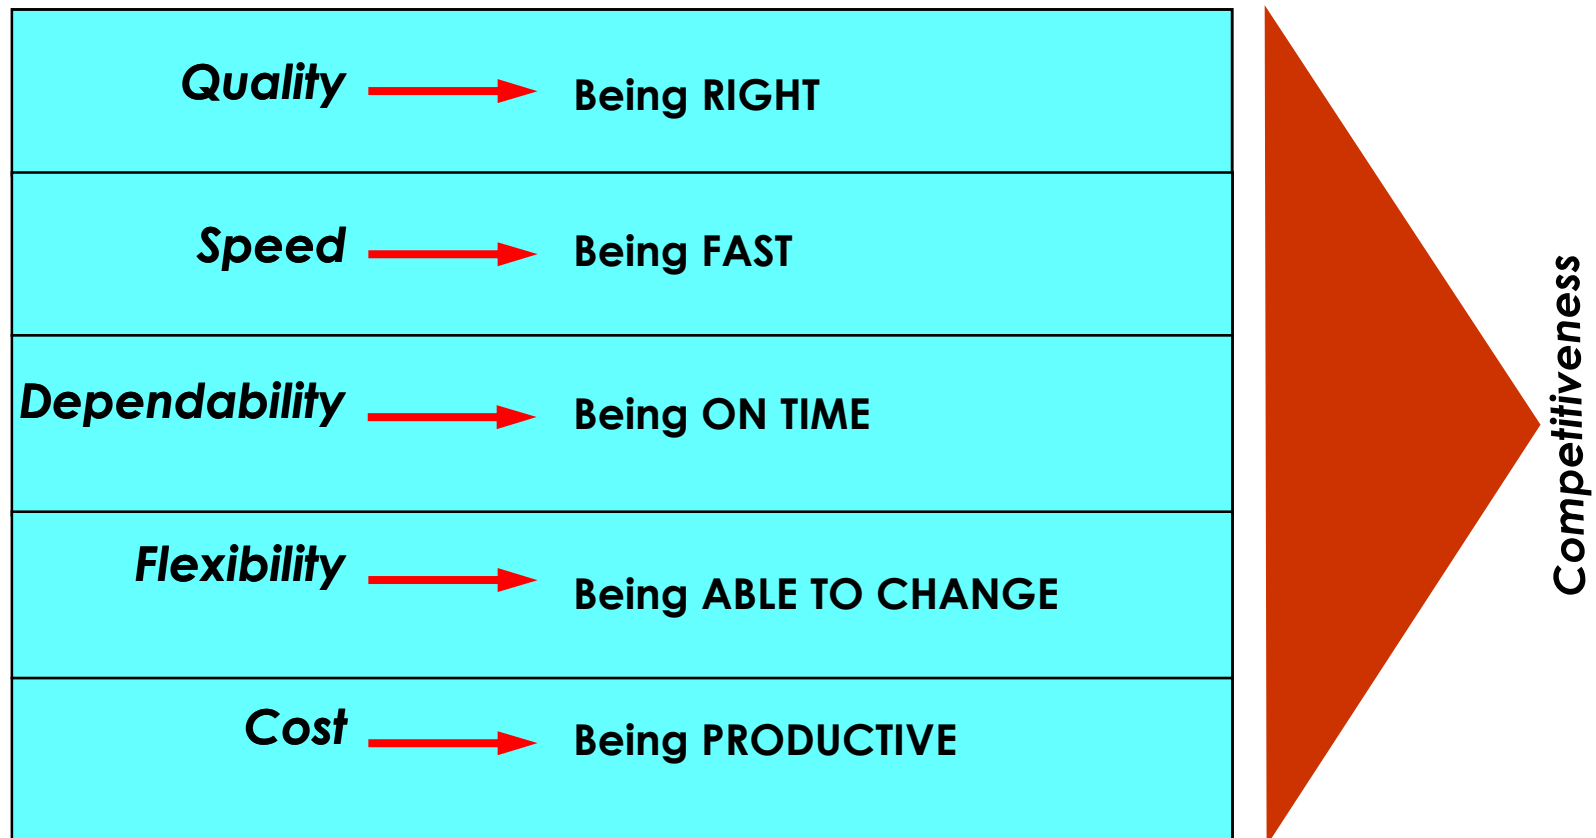 Quality Being RIGHT
Speed Being FAST
Dependability Being ON TIME
Flexibility Being ABLE TO CHANGE
Cost Being PRODUCTIVE
Competitiveness